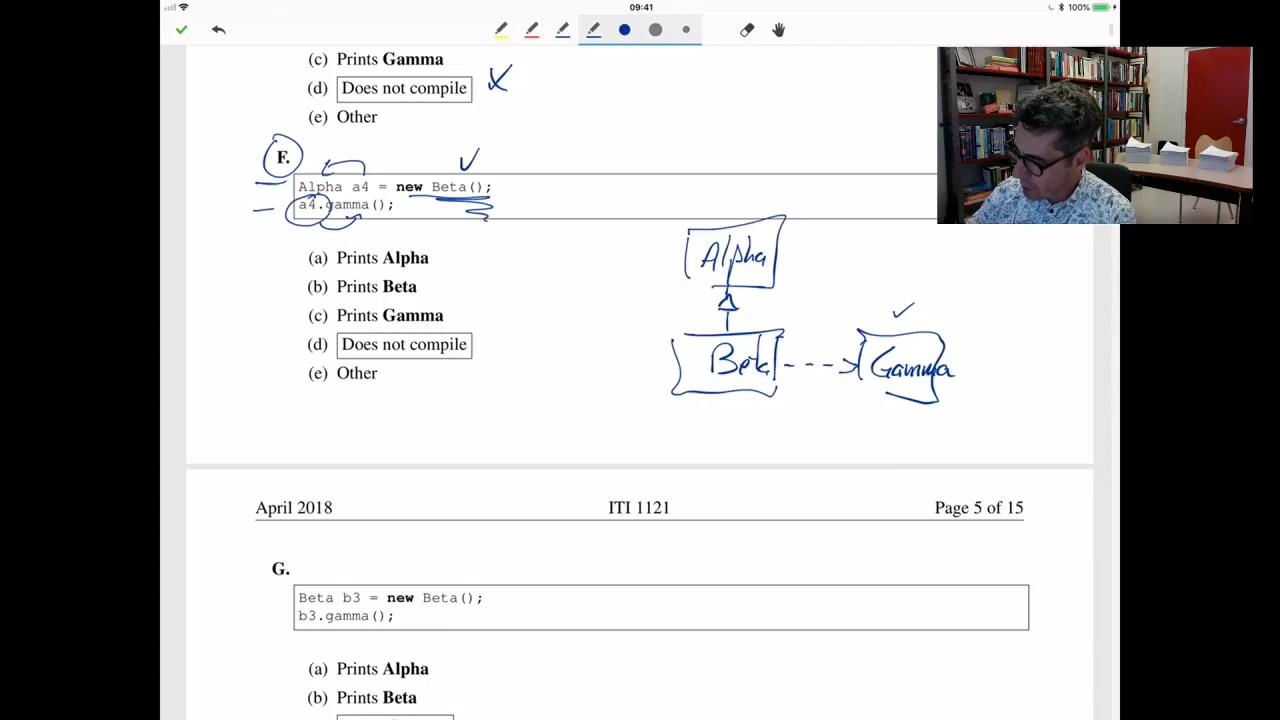 09:41
100%
(c) Prints Gamma
(d) Does not compile
(e) Other
F.
Alpha a4 = new Beta();
a4.gamma();
(a) Prints Alpha
(b) Prints Beta
(c) Prints Gamma
(d) Does not compile
(e) Other
Alpha
Beta
Gamma
April 2018 ITI 1121 Page 5 of 15
G.
Beta b3 = new Beta();
b3.gamma();
(a) Prints Alpha
(b) Prints Beta